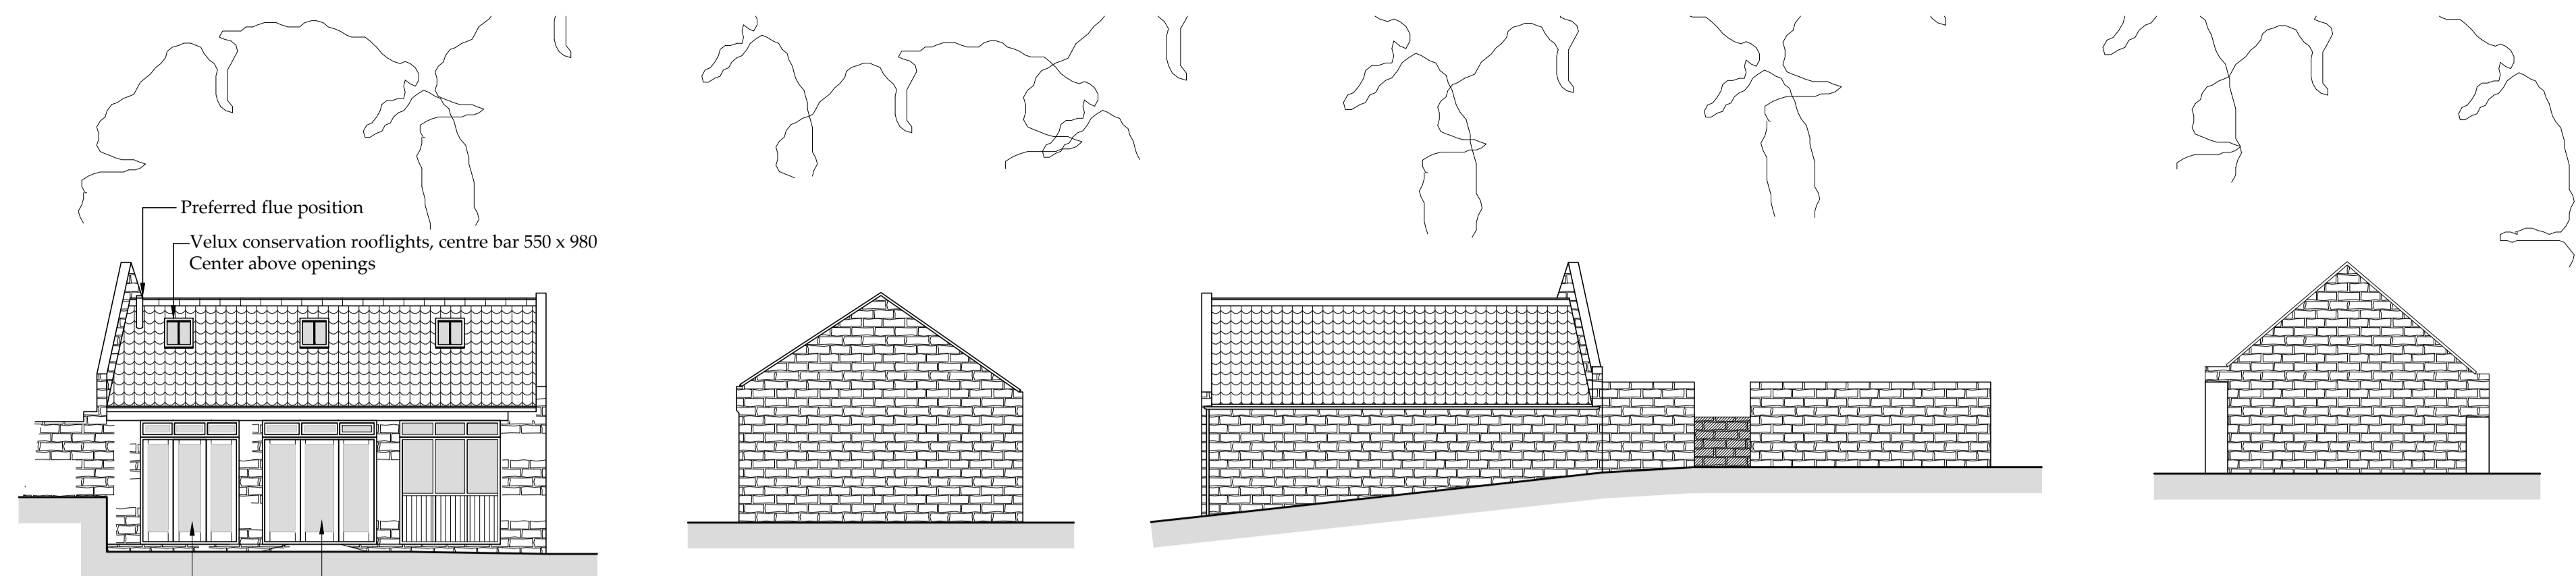 Preferred flue position
Velux conservation rooflights, centre bar 550 x 980
Center above openings